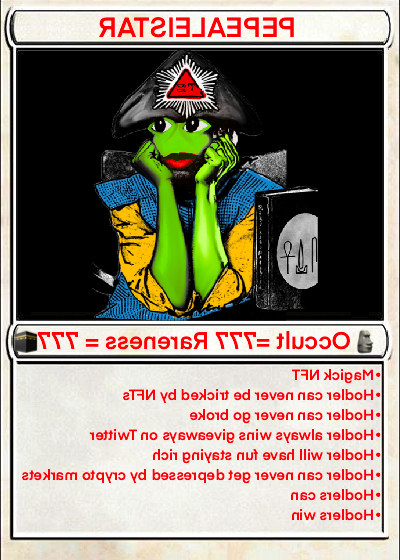 PEPEALEISTAR
Occult =777 Rareness = 777
•Magick NFT
•Hodler can never be tricked by NFTs
•Hodler can never go broke
•Hodler always wins giveaways on Twitter
•Hodler will have fun staying rich
•Hodler can never get depressed by crypto markets
•Hodlers can
•Hodlers win